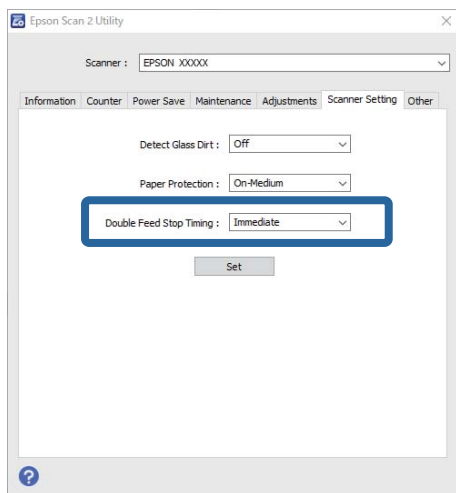 Epson Scan 2 Utility
Scanner : EPSON XXXXX
Information Counter Power Save Maintenance Adjustments Scanner Setting Other
Detect Glass Dirt : Off
Paper Protection : On-Medium
Double Feed Stop Timing : Immediate
Set
?